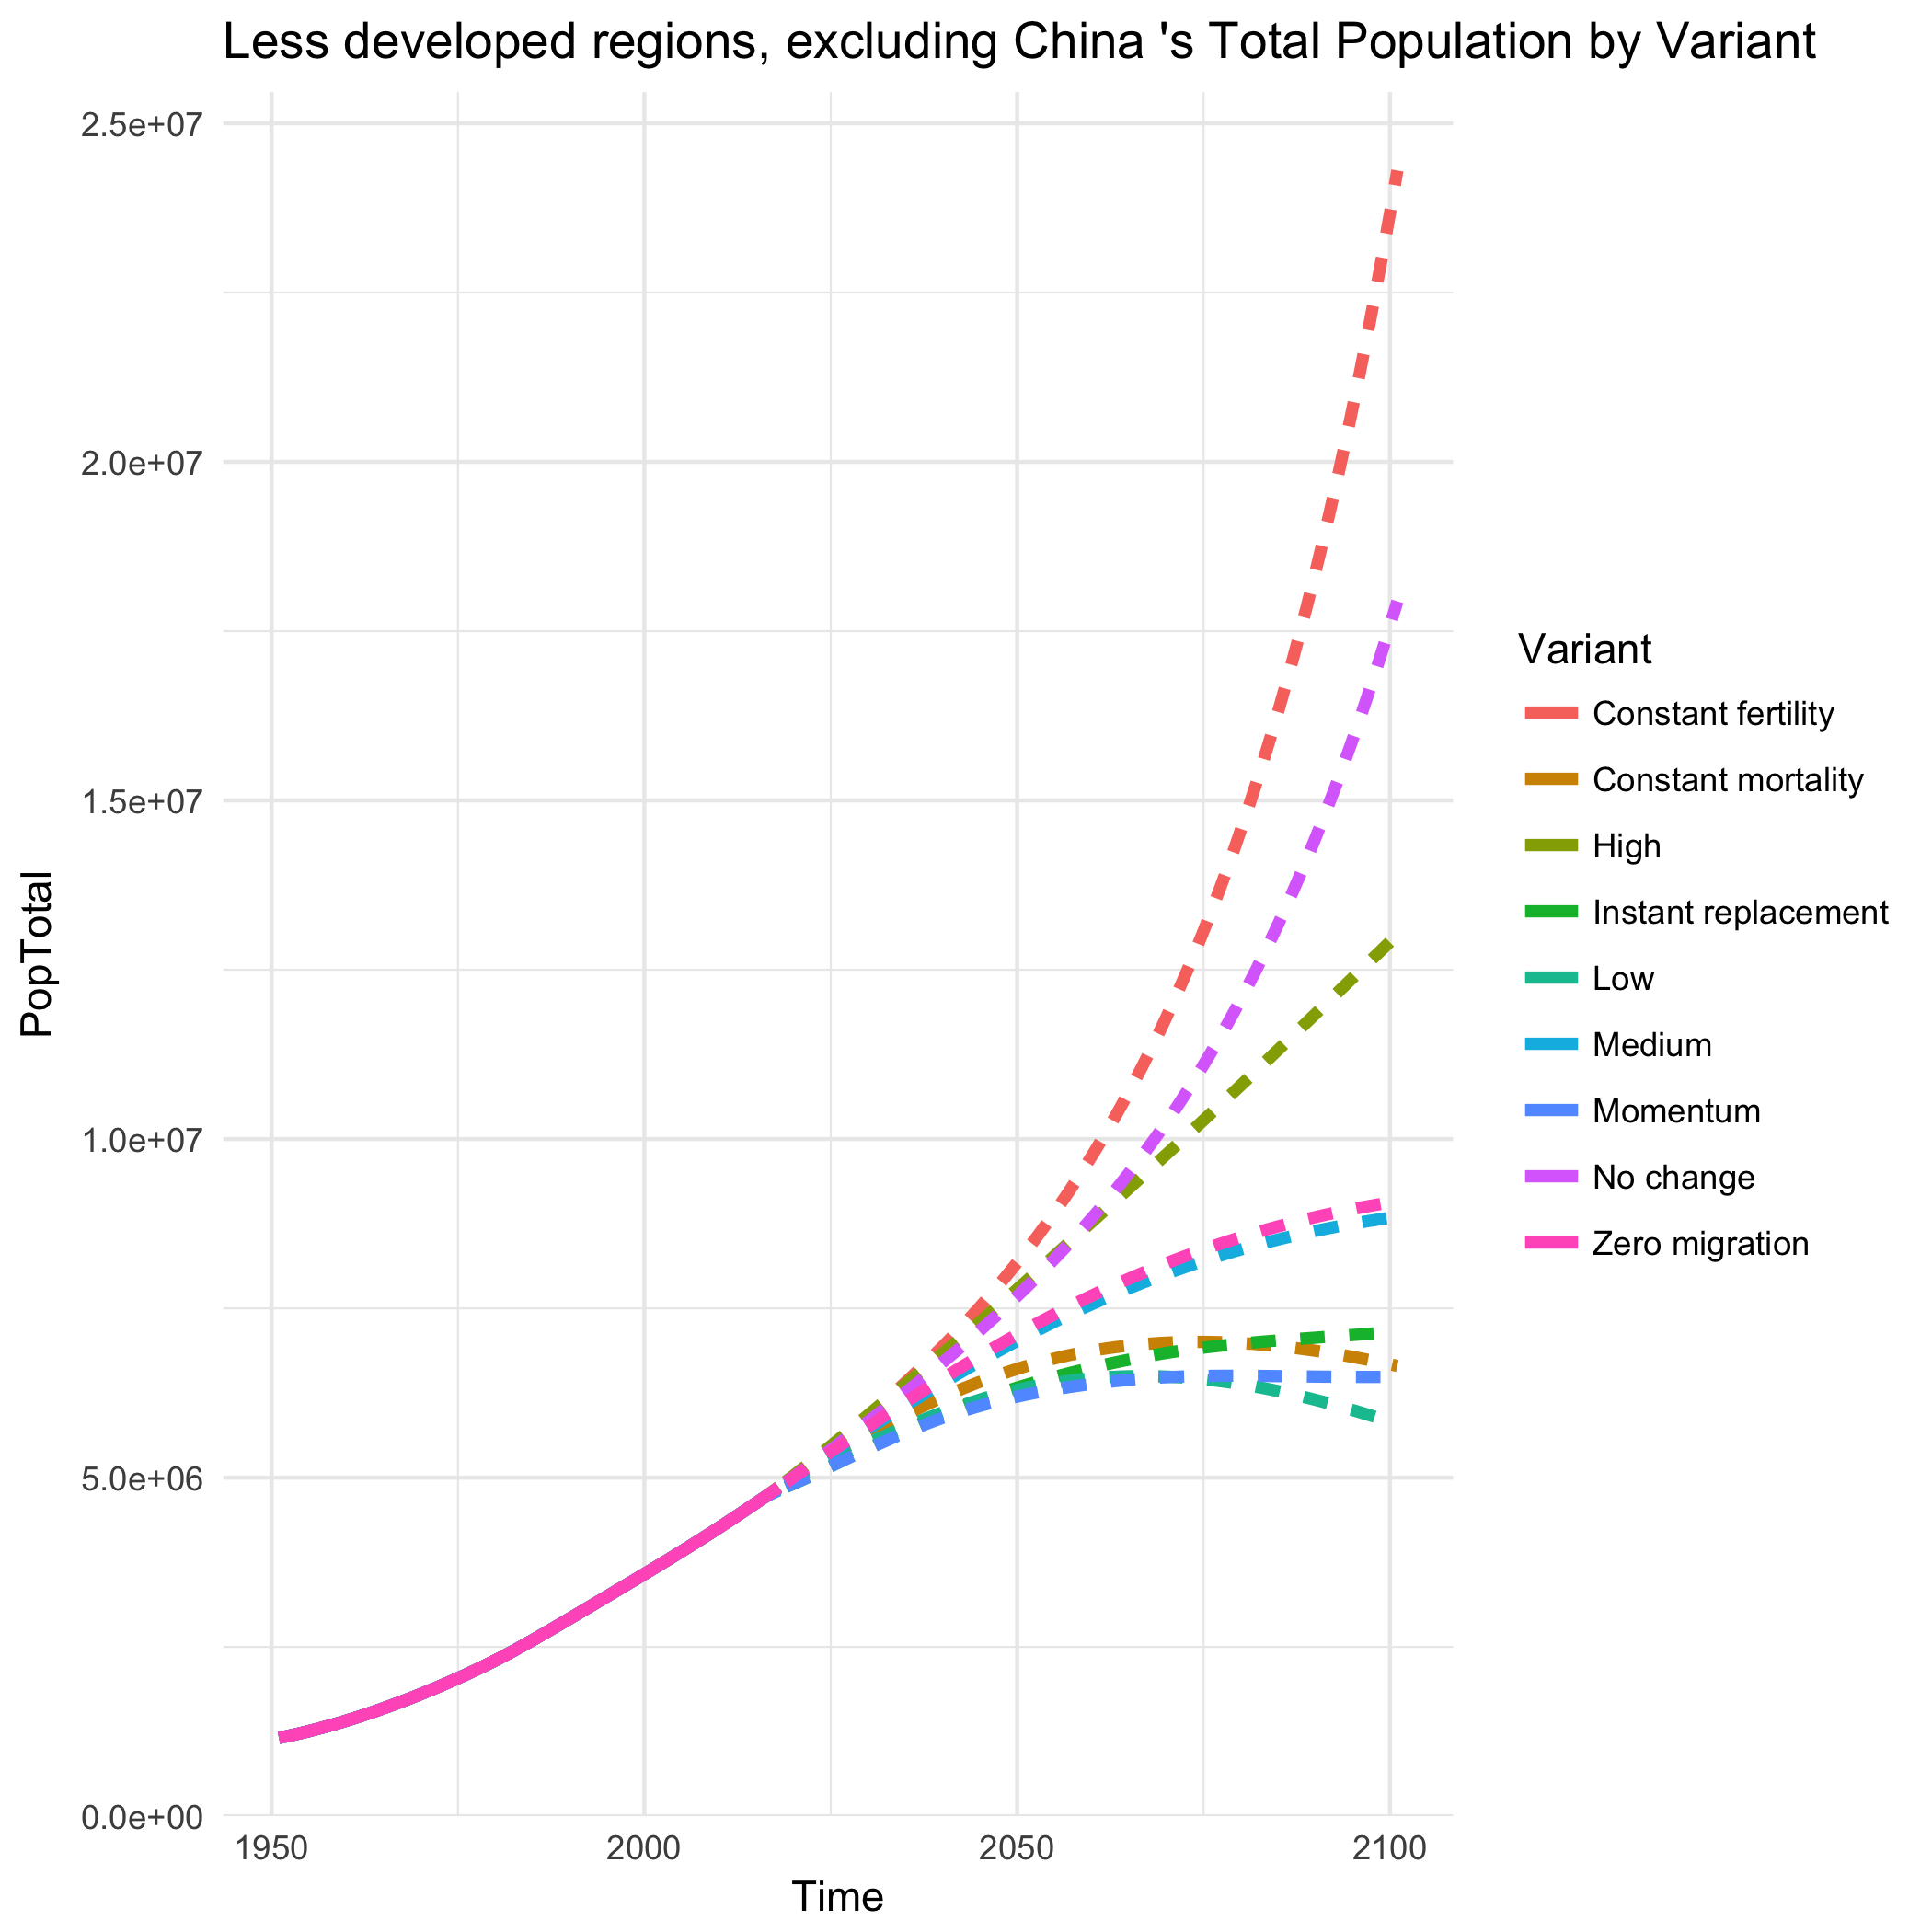 Less developed regions, excluding China 's Total Population by Variant
2.5e+07
2.0e+07
1.5e+07
1.0e+07
5.0e+06
0.0e+00
PopTotal
1950
2000
2050
2100
Time
Variant
Constant fertility
Constant mortality
High
Instant replacement
Low
Medium
Momentum
No change
Zero migration